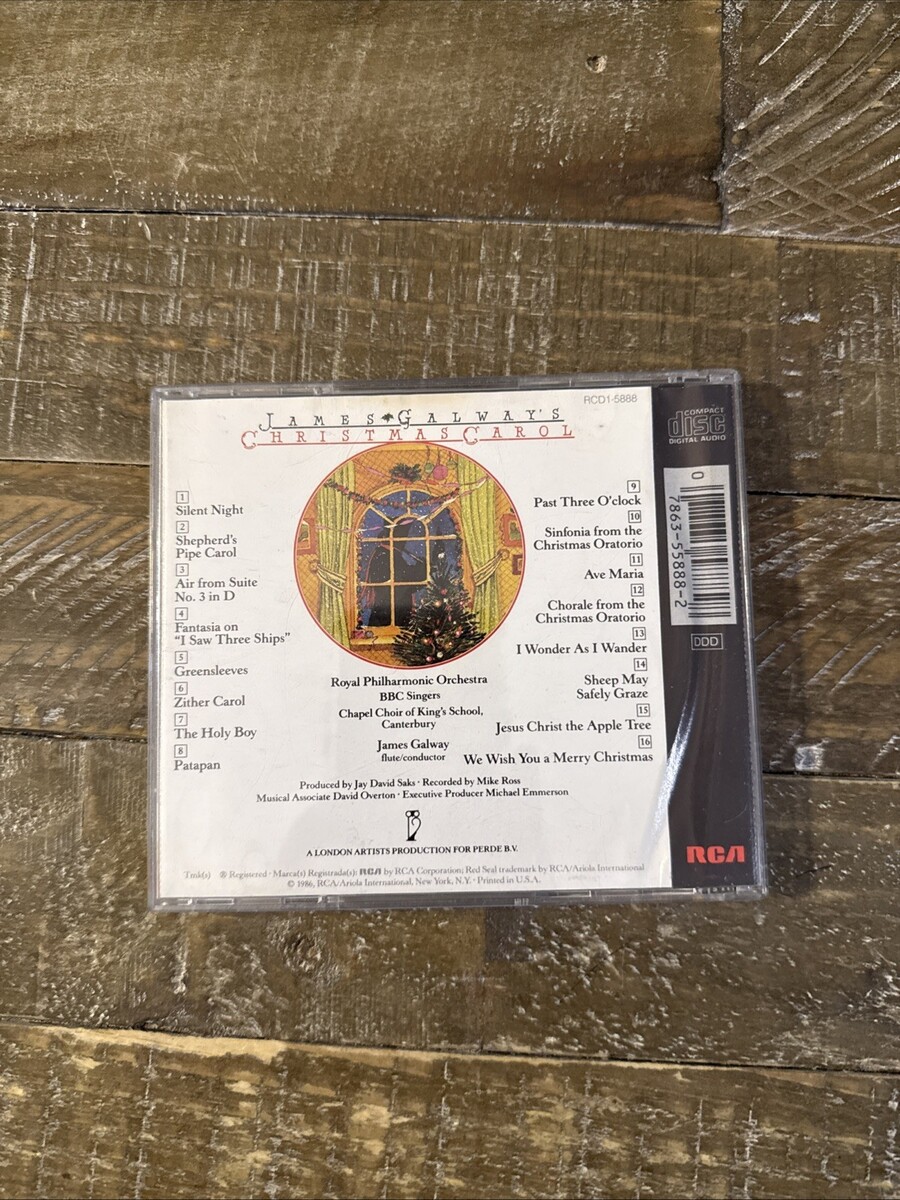 RCD1-5888
JAMES GALWAY'S
CHRISTMAS CAROL
1
Silent Night
2
Shepherd's
Pipe Carol
3
Air from Suite
No. 3 in D
4
Fantasia on
"I Saw Three Ships"
5
Greensleeves
6
Zither Carol
7
The Holy Boy
8
Patapan
9
Past Three O'clock
10
Sinfonia from the
Christmas Oratorio
11
Ave Maria
12
Chorale from the
Christmas Oratorio
13
I Wonder As I Wander
14
Sheep May
Safely Graze
15
Jesus Christ the Apple Tree
16
We Wish You a Merry Christmas
Royal Philharmonic Orchestra
BBC Singers
Chapel Choir of King's School,
Canterbury
James Galway
flute/conductor
Produced by Jay David Saks · Recorded by Mike Ross
Musical Associate David Overton · Executive Producer Michael Emmerson
A LONDON ARTISTS PRODUCTION FOR PERDE B.V.
Tmk(s) ® Registered · Marca(s) Registrada(s): RCA by RCA Corporation; Red Seal trademark by RCA/Ariola International
© 1986, RCA/Ariola International, New York, N.Y. · Printed in U.S.A.
COMPACT
disc
DIGITAL AUDIO
0
7863-55888-2
DDD
RCA